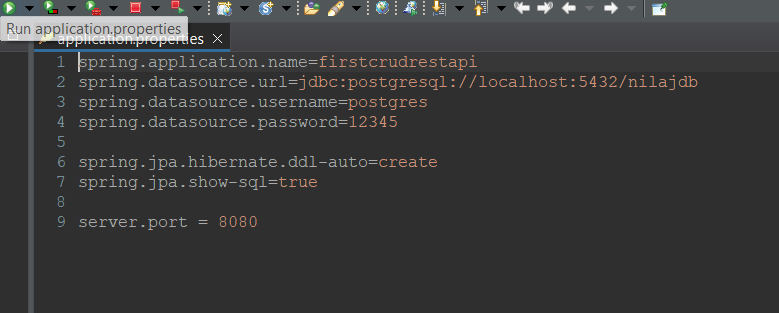 Run application.properties
application.properties
1 spring.application.name=firstcrudrestapi
2 spring.datasource.url=jdbc:postgresql://localhost:5432/nilajdb
3 spring.datasource.username=postgres
4 spring.datasource.password=12345
5
6 spring.jpa.hibernate.ddl-auto=create
7 spring.jpa.show-sql=true
8
9 server.port = 8080